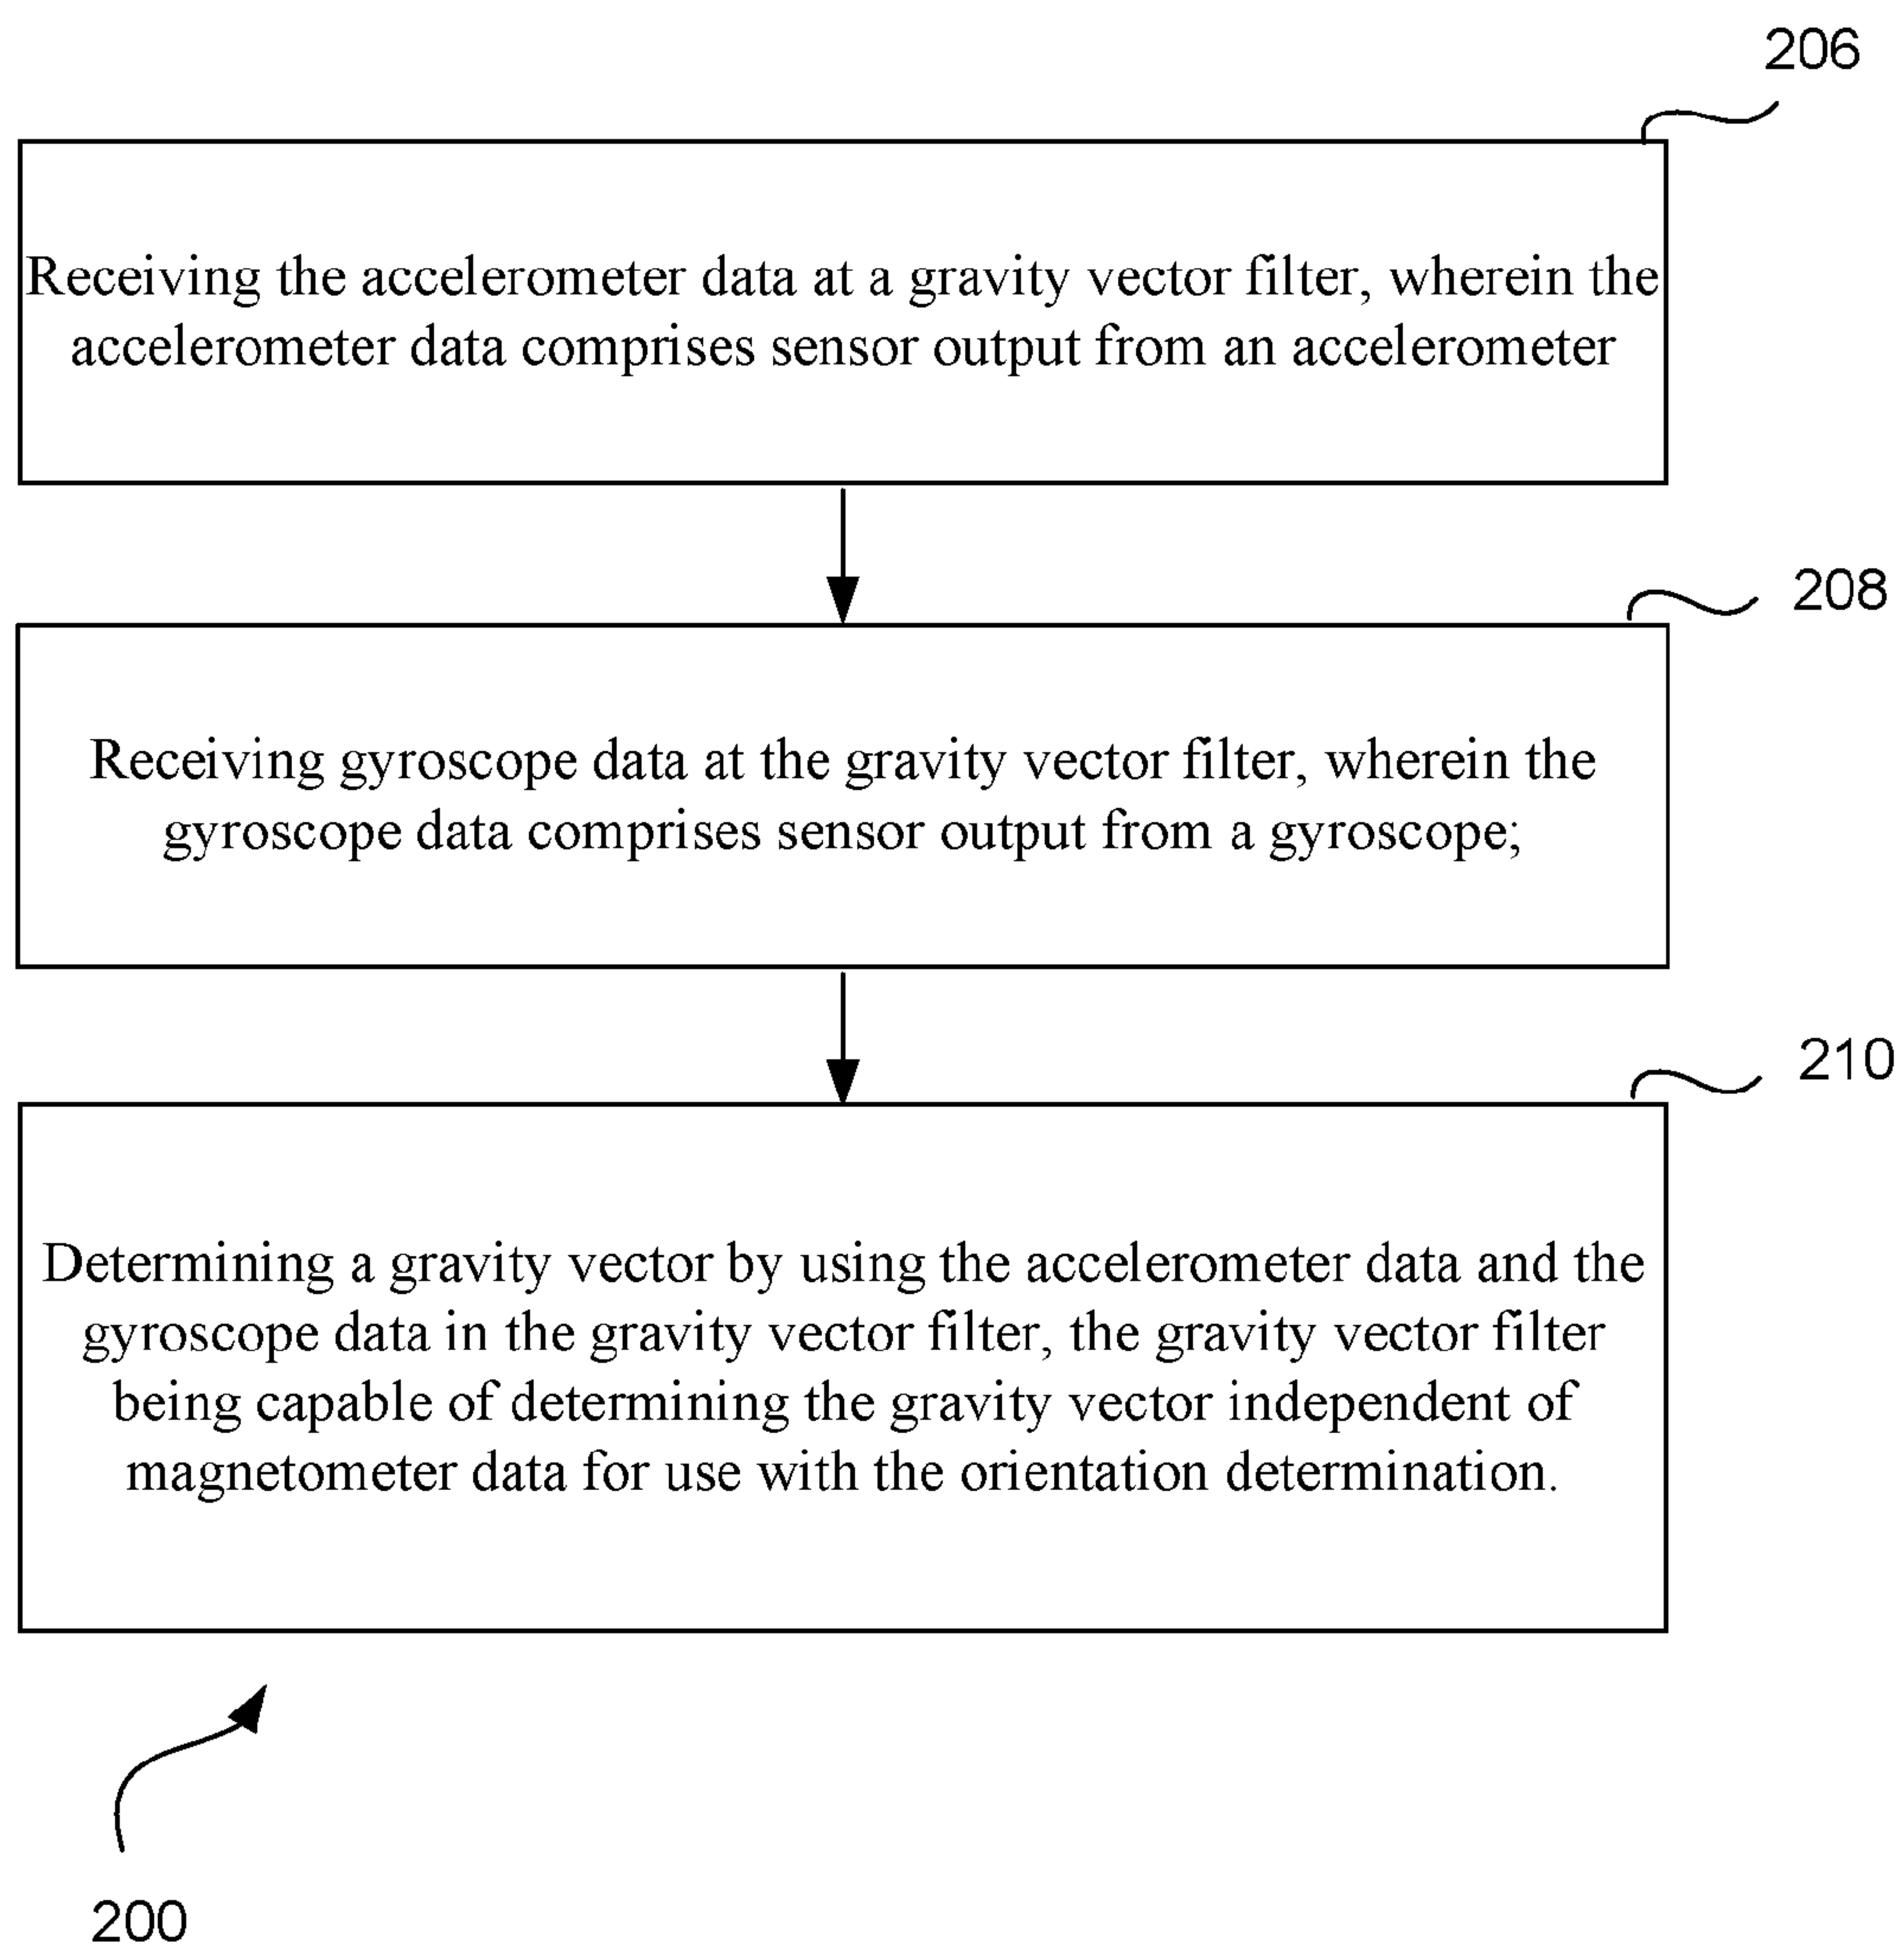 206
Receiving the accelerometer data at a gravity vector filter, wherein the
accelerometer data comprises sensor output from an accelerometer
208
Receiving gyroscope data at the gravity vector filter, wherein the
gyroscope data comprises sensor output from a gyroscope;
210
Determining a gravity vector by using the accelerometer data and the
gyroscope data in the gravity vector filter, the gravity vector filter
being capable of determining the gravity vector independent of
magnetometer data for use with the orientation determination.
200